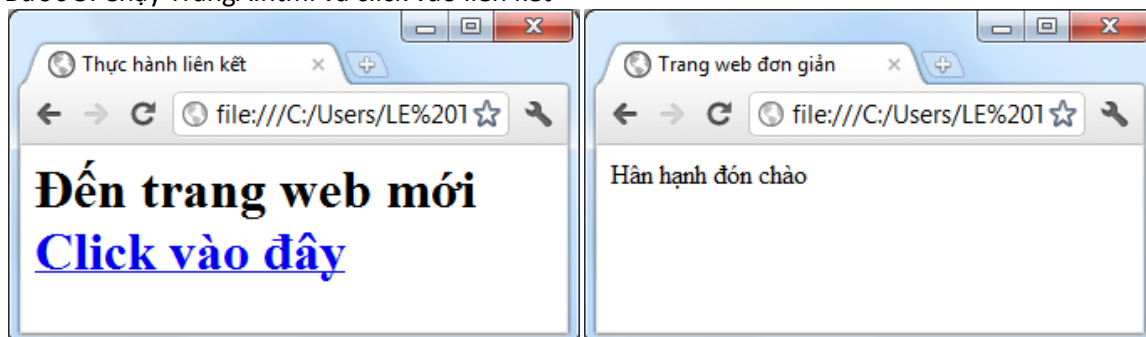 Thực hành liên kết
file:///C:/Users/LE%201
Đến trang web mới
Click vào đây
Trang web đơn giản
file:///C:/Users/LE%201
Hân hạnh đón chào